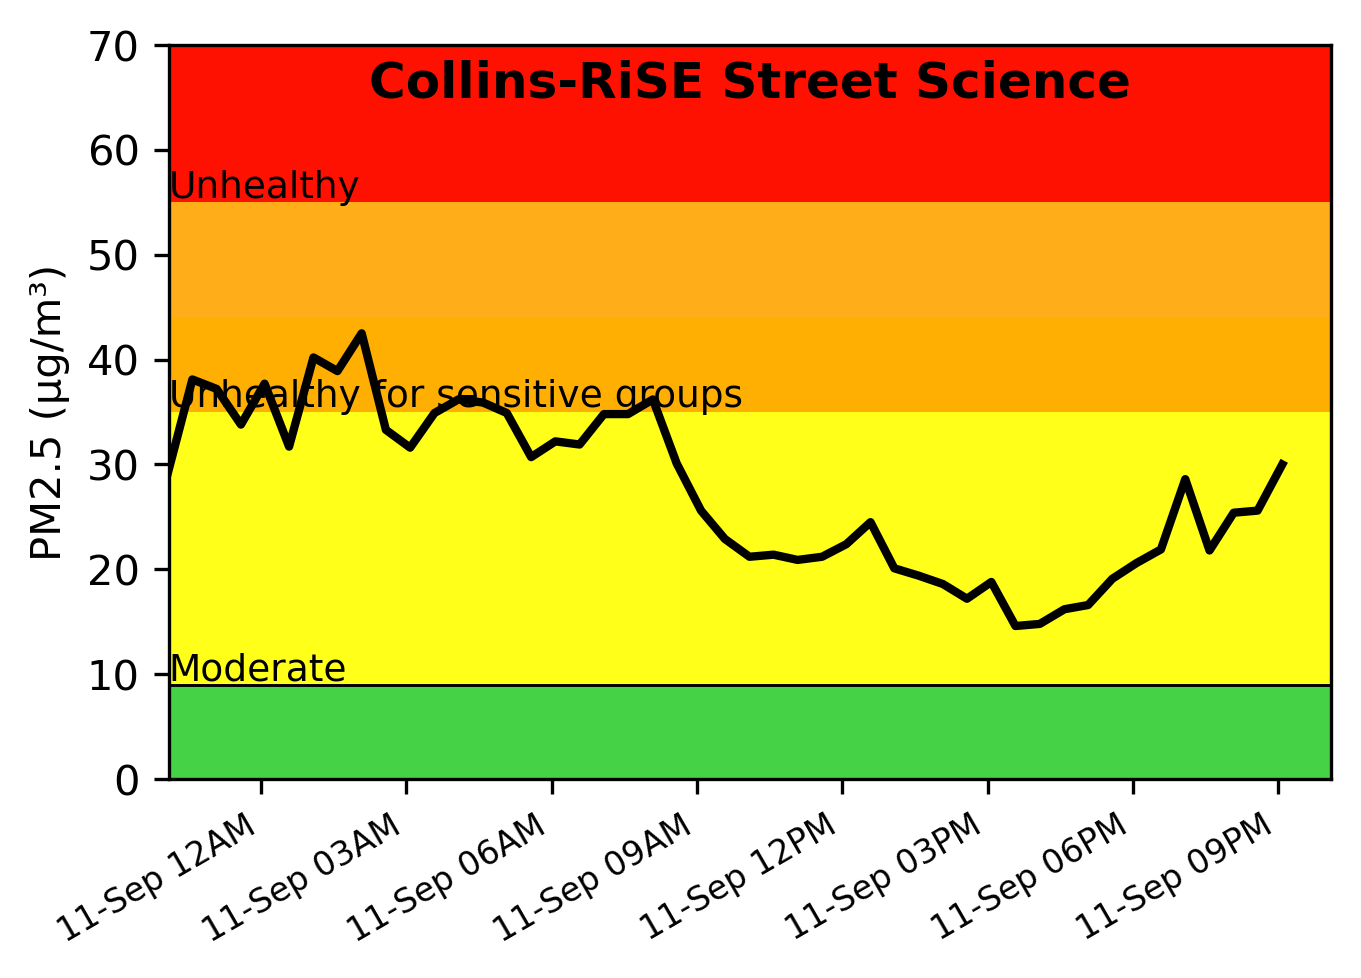 Collins-RiSE Street Science
70
60
50
40
30
20
10
0
PM2.5 (μg/m³)
Unhealthy
Unhealthy for sensitive groups
Moderate
11-Sep 12AM
11-Sep 03AM
11-Sep 06AM
11-Sep 09AM
11-Sep 12PM
11-Sep 03PM
11-Sep 06PM
11-Sep 09PM